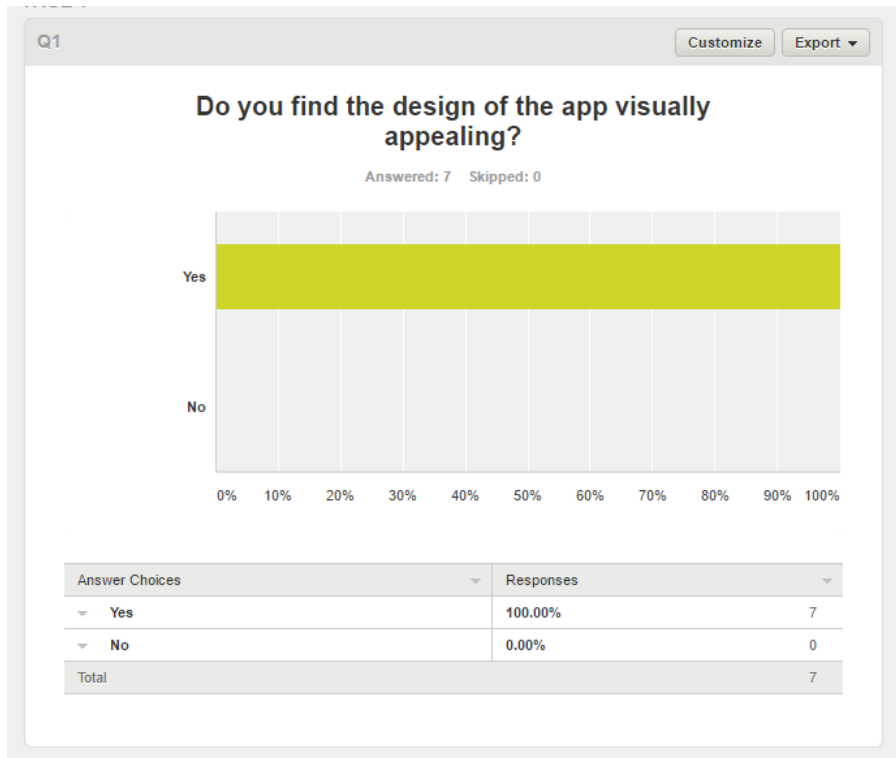 Q1
Customize
Export
Do you find the design of the app visually
appealing?
Answered: 7 Skipped: 0
Yes
No
0% 10% 20% 30% 40% 50% 60% 70% 80% 90% 100%
Answer Choices Responses
Yes 100.00% 7
No 0.00% 0
Total 7